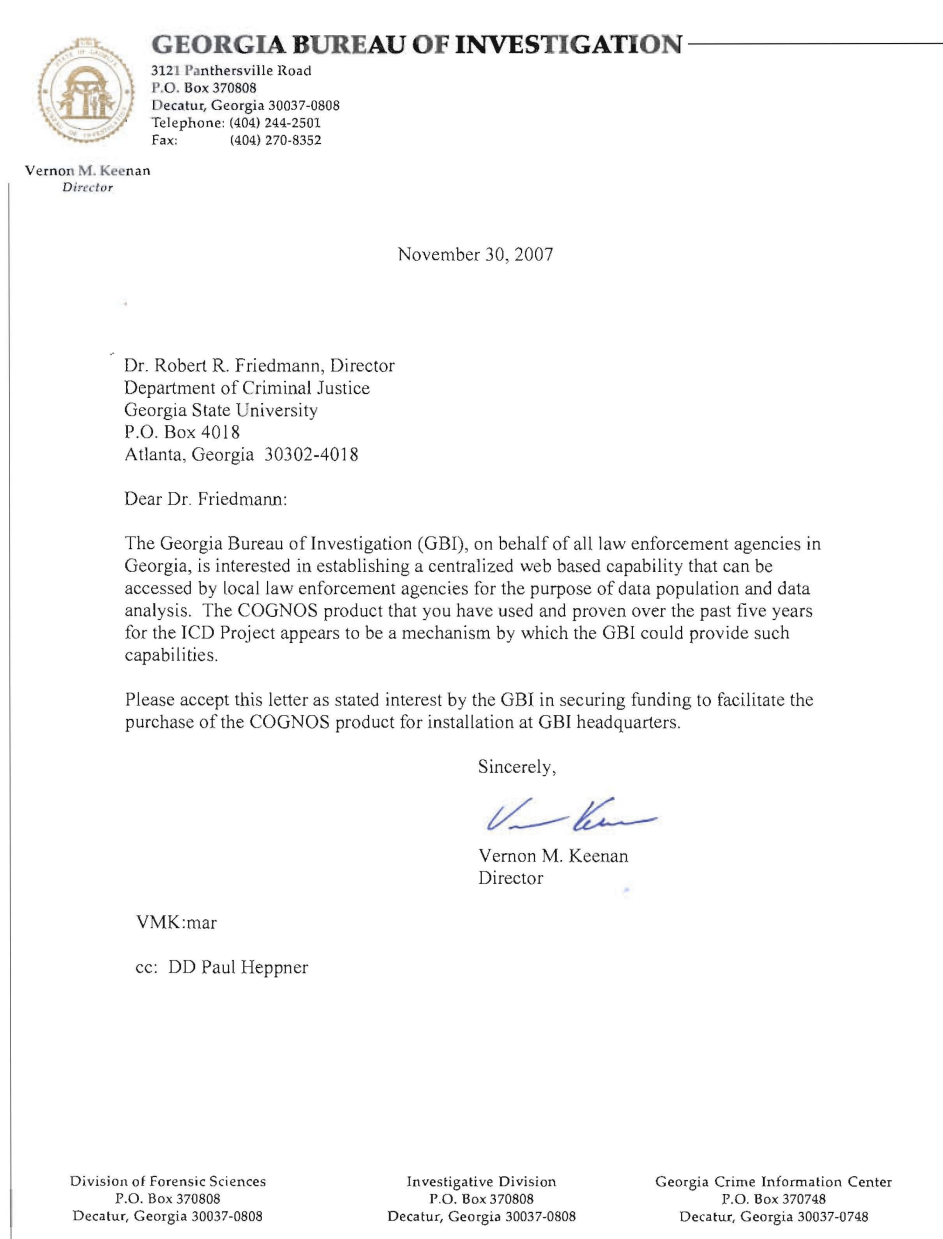 GEORGIA BUREAU OF INVESTIGATION
3121 Panthersville Road
P.O. Box 370808
Decatur, Georgia 30037-0808
Telephone: (404) 244-2501
Fax: (404) 270-8352
STATE OF GEORGIA
BUREAU OF INVESTIGATION
Vernon M. Keenan
Director
November 30, 2007
Dr. Robert R. Friedmann, Director
Department of Criminal Justice
Georgia State University
P.O. Box 4018
Atlanta, Georgia 30302-4018
Dear Dr. Friedmann:
The Georgia Bureau of Investigation (GBI), on behalf of all law enforcement agencies in
Georgia, is interested in establishing a centralized web based capability that can be
accessed by local law enforcement agencies for the purpose of data population and data
analysis. The COGNOS product that you have used and proven over the past five years
for the ICD Project appears to be a mechanism by which the GBI could provide such
capabilities.
Please accept this letter as stated interest by the GBI in securing funding to facilitate the
purchase of the COGNOS product for installation at GBI headquarters.
Sincerely,
Vernon M. Keenan
Director
VMK:mar
cc: DD Paul Heppner
Division of Forensic Sciences
P.O. Box 370808
Decatur, Georgia 30037-0808
Investigative Division
P.O. Box 370808
Decatur, Georgia 30037-0808
Georgia Crime Information Center
P.O. Box 370748
Decatur, Georgia 30037-0748